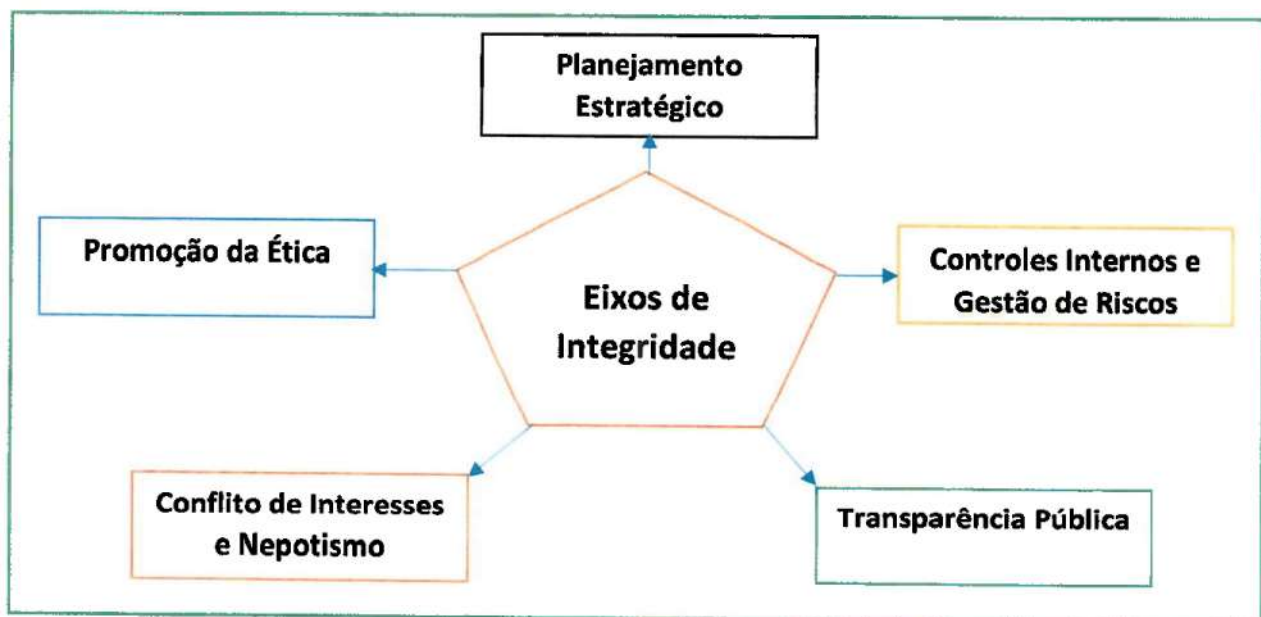 Planejamento
Estratégico
Promoção da Ética
Controles Internos e
Gestão de Riscos
Eixos de
Integridade
Conflito de Interesses
e Nepotismo
Transparência Pública